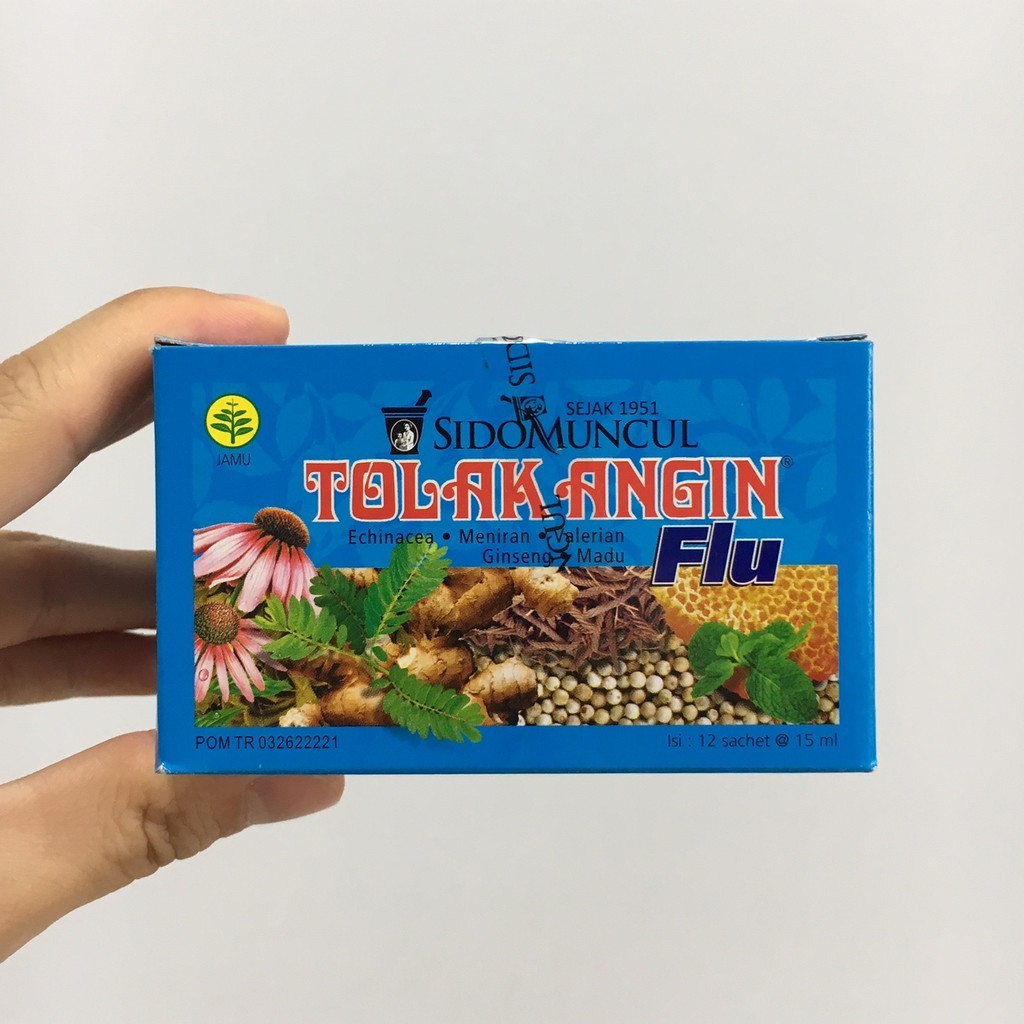 SEJAK 1951
SIDOMUNCUL
JAMU
TOLAK ANGIN®
Echinacea • Meniran • Valerian
Ginseng • Madu
Flu
POM TR 032622221
Isi : 12 sachet @ 15 ml